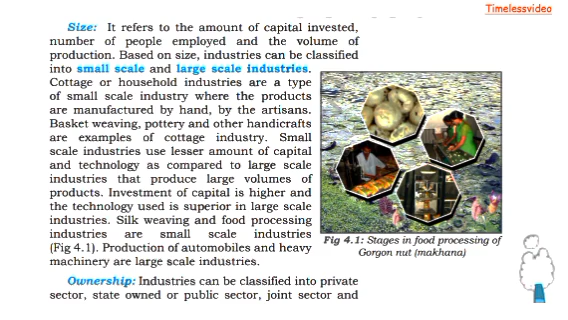 Timelessvideo
Size: It refers to the amount of capital invested,
number of people employed and the volume of
production. Based on size, industries can be classified
into small scale and large scale industries.
Cottage or household industries are a type
of small scale industry where the products
are manufactured by hand, by the artisans.
Basket weaving, pottery and other handicrafts
are examples of cottage industry. Small
scale industries use lesser amount of capital
and technology as compared to large scale
industries that produce large volumes of
products. Investment of capital is higher and
the technology used is superior in large scale
industries. Silk weaving and food processing
industries are small scale industries
(Fig 4.1). Production of automobiles and heavy
machinery are large scale industries.
Fig 4.1: Stages in food processing of
Gorgon nut (makhana)
Ownership: Industries can be classified into private
sector, state owned or public sector, joint sector and